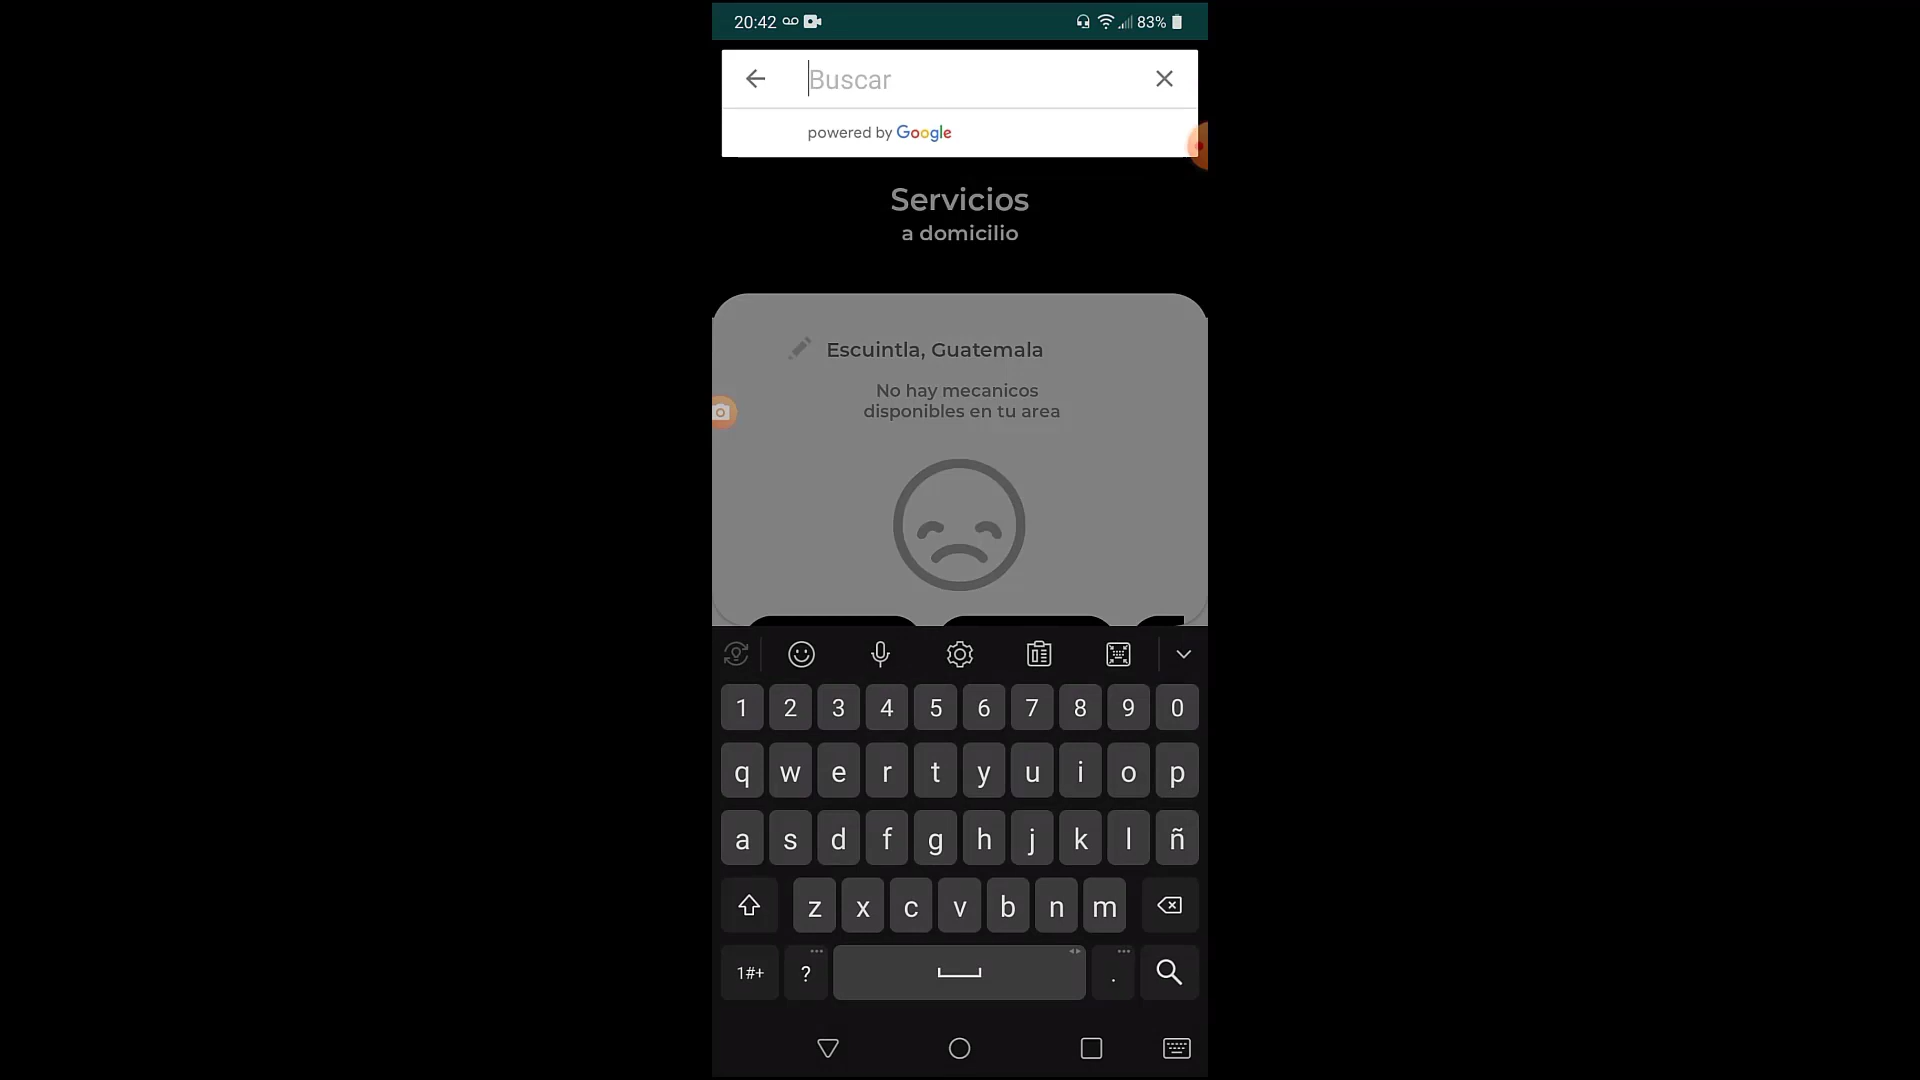 20:42 83%
Buscar
powered by Google
Servicios
a domicilio
Escuintla, Guatemala
No hay mecanicos
disponibles en tu area
1 2 3 4 5 6 7 8 9 0
q w e r t y u i o p
a s d f g h j k l ñ
z x c v b n m
1#+ ? .